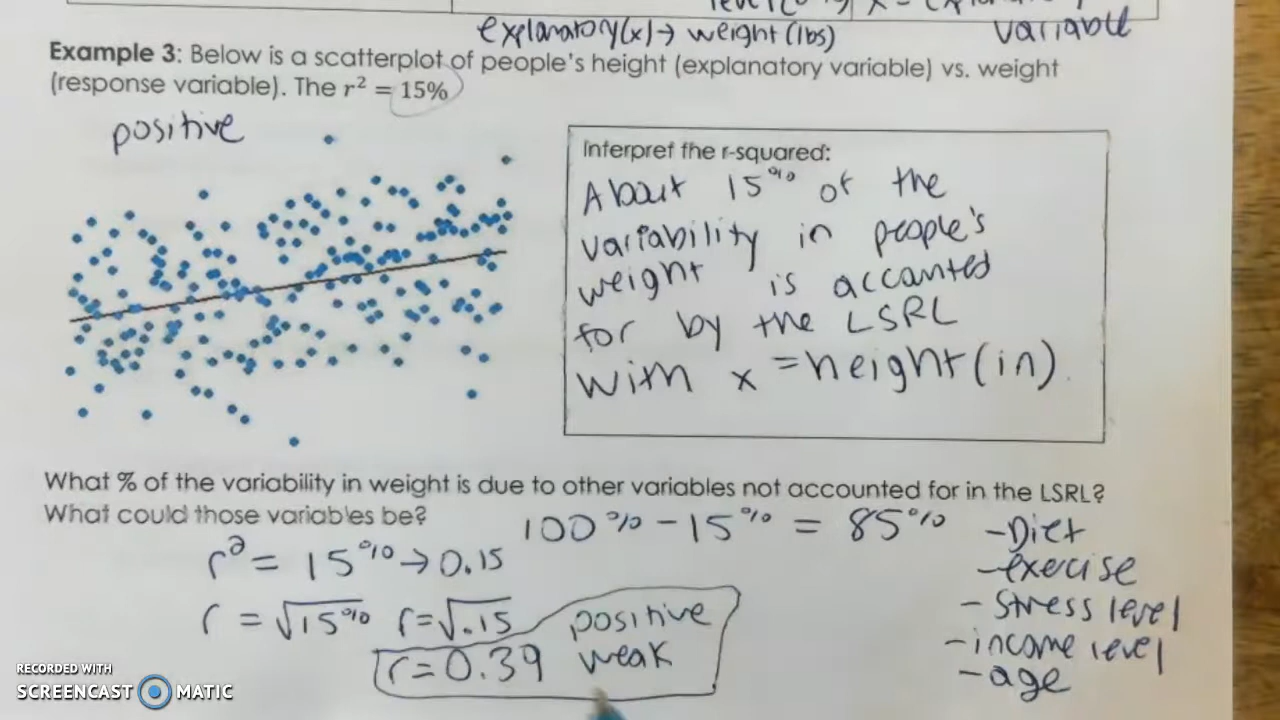 explanatory(x)→ weight (lbs)
variable
Example 3: Below is a scatterplot of people's height (explanatory variable) vs. weight
(response variable). The r² = 15%
positive
Interpret the r-squared:
About 15% of the
variability in people's
weight is accounted
for by the LSRL
with x = height (in)
What % of the variability in weight is due to other variables not accounted for in the LSRL?
What could those variables be?
100% - 15% = 85%
r² = 15% → 0.15
r = √15% r = √.15
r = 0.39
positive
weak
- Diet
- exercise
- Stress level
- income level
- age
RECORDED WITH
SCREENCAST MATIC